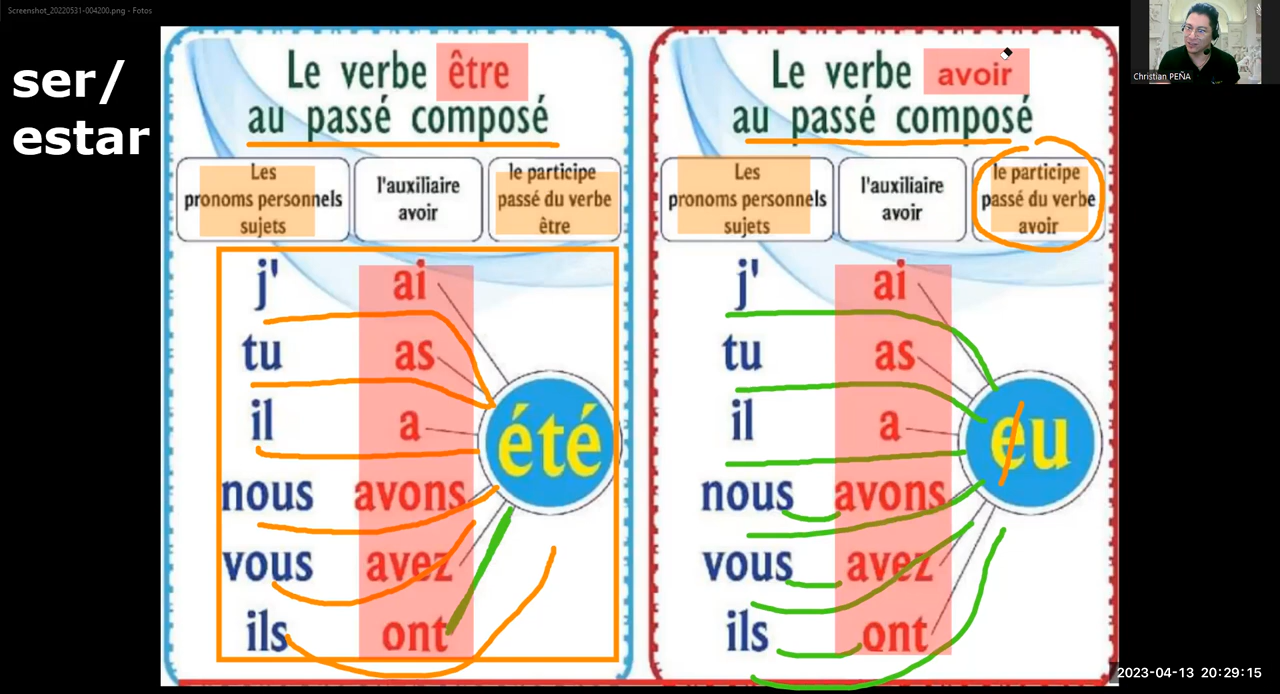 Screenshot_20220531-004200.png - Fotos
ser/
estar
Le verbe être
au passé composé
Les
pronoms personnels
sujets
l'auxiliaire
avoir
le participe
passé du verbe
être
j' ai
tu as
il a
été
nous avons
vous avez
ils ont
Le verbe avoir
au passé composé
Les
pronoms personnels
sujets
l'auxiliaire
avoir
le participe
passé du verbe
avoir
j' ai
tu as
il a
eu
nous avons
vous avez
ils ont
Christian PEÑA
2023-04-13 20:29:15